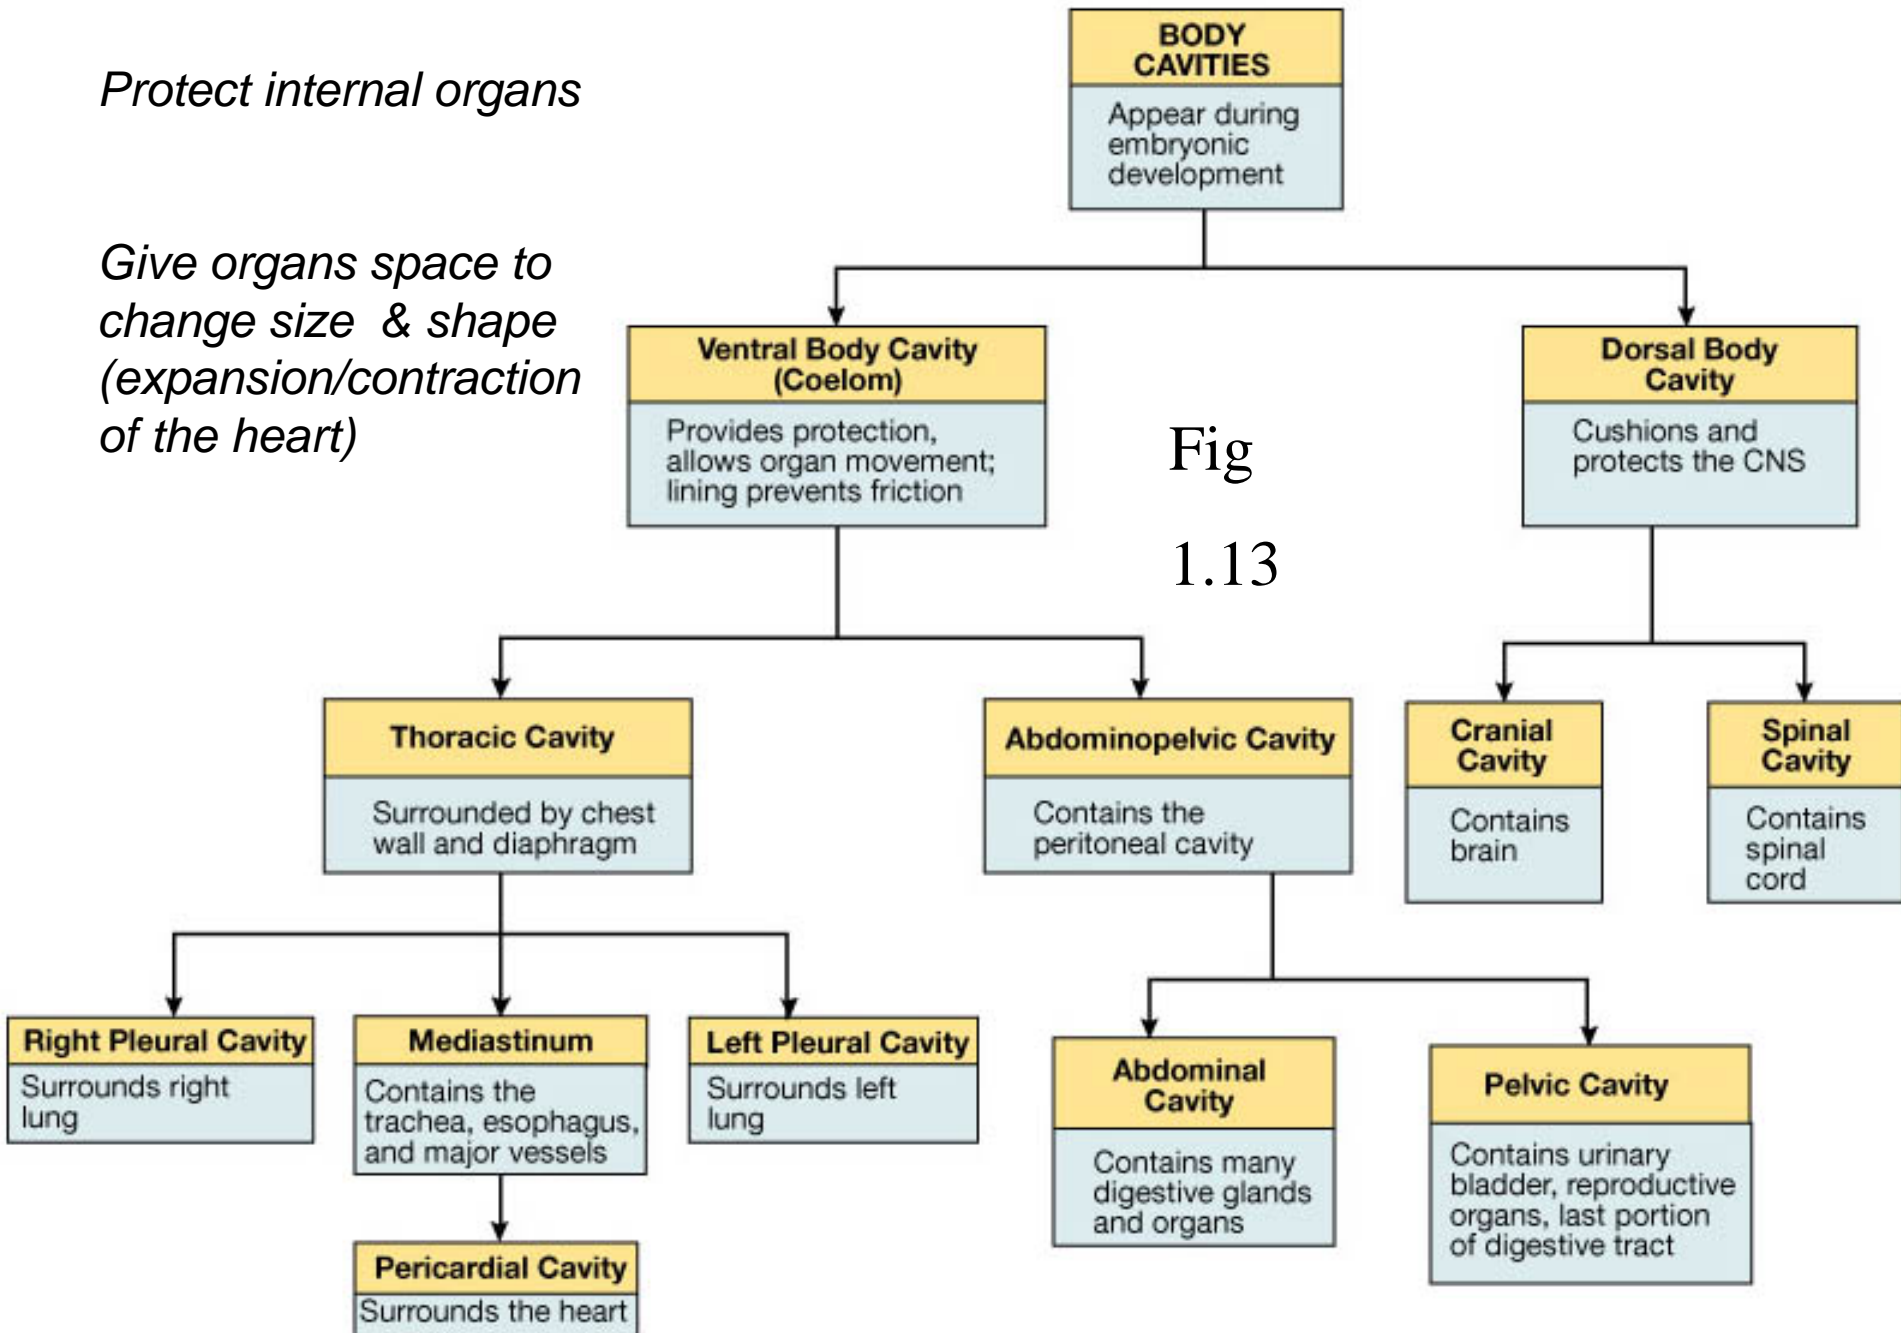 Protect internal organs
Give organs space to
change size & shape
(expansion/contraction
of the heart)
BODY
CAVITIES
Appear during
embryonic
development
Ventral Body Cavity
(Coelom)
Provides protection,
allows organ movement;
lining prevents friction
Fig
1.13
Dorsal Body
Cavity
Cushions and
protects the CNS
Thoracic Cavity
Surrounded by chest
wall and diaphragm
Abdominopelvic Cavity
Contains the
peritoneal cavity
Cranial
Cavity
Contains
brain
Spinal
Cavity
Contains
spinal
cord
Right Pleural Cavity
Surrounds right
lung
Mediastinum
Contains the
trachea, esophagus,
and major vessels
Left Pleural Cavity
Surrounds left
lung
Abdominal
Cavity
Contains many
digestive glands
and organs
Pelvic Cavity
Contains urinary
bladder, reproductive
organs, last portion
of digestive tract
Pericardial Cavity
Surrounds the heart